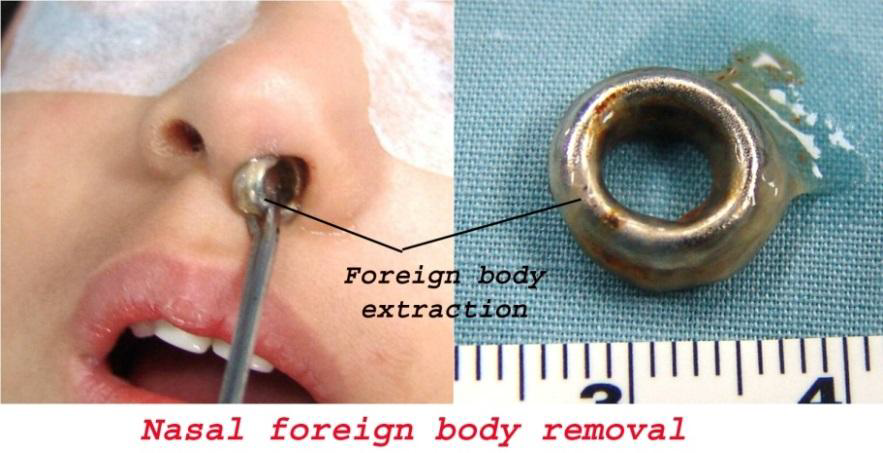 Foreign body
extraction
3 4
Nasal foreign body removal